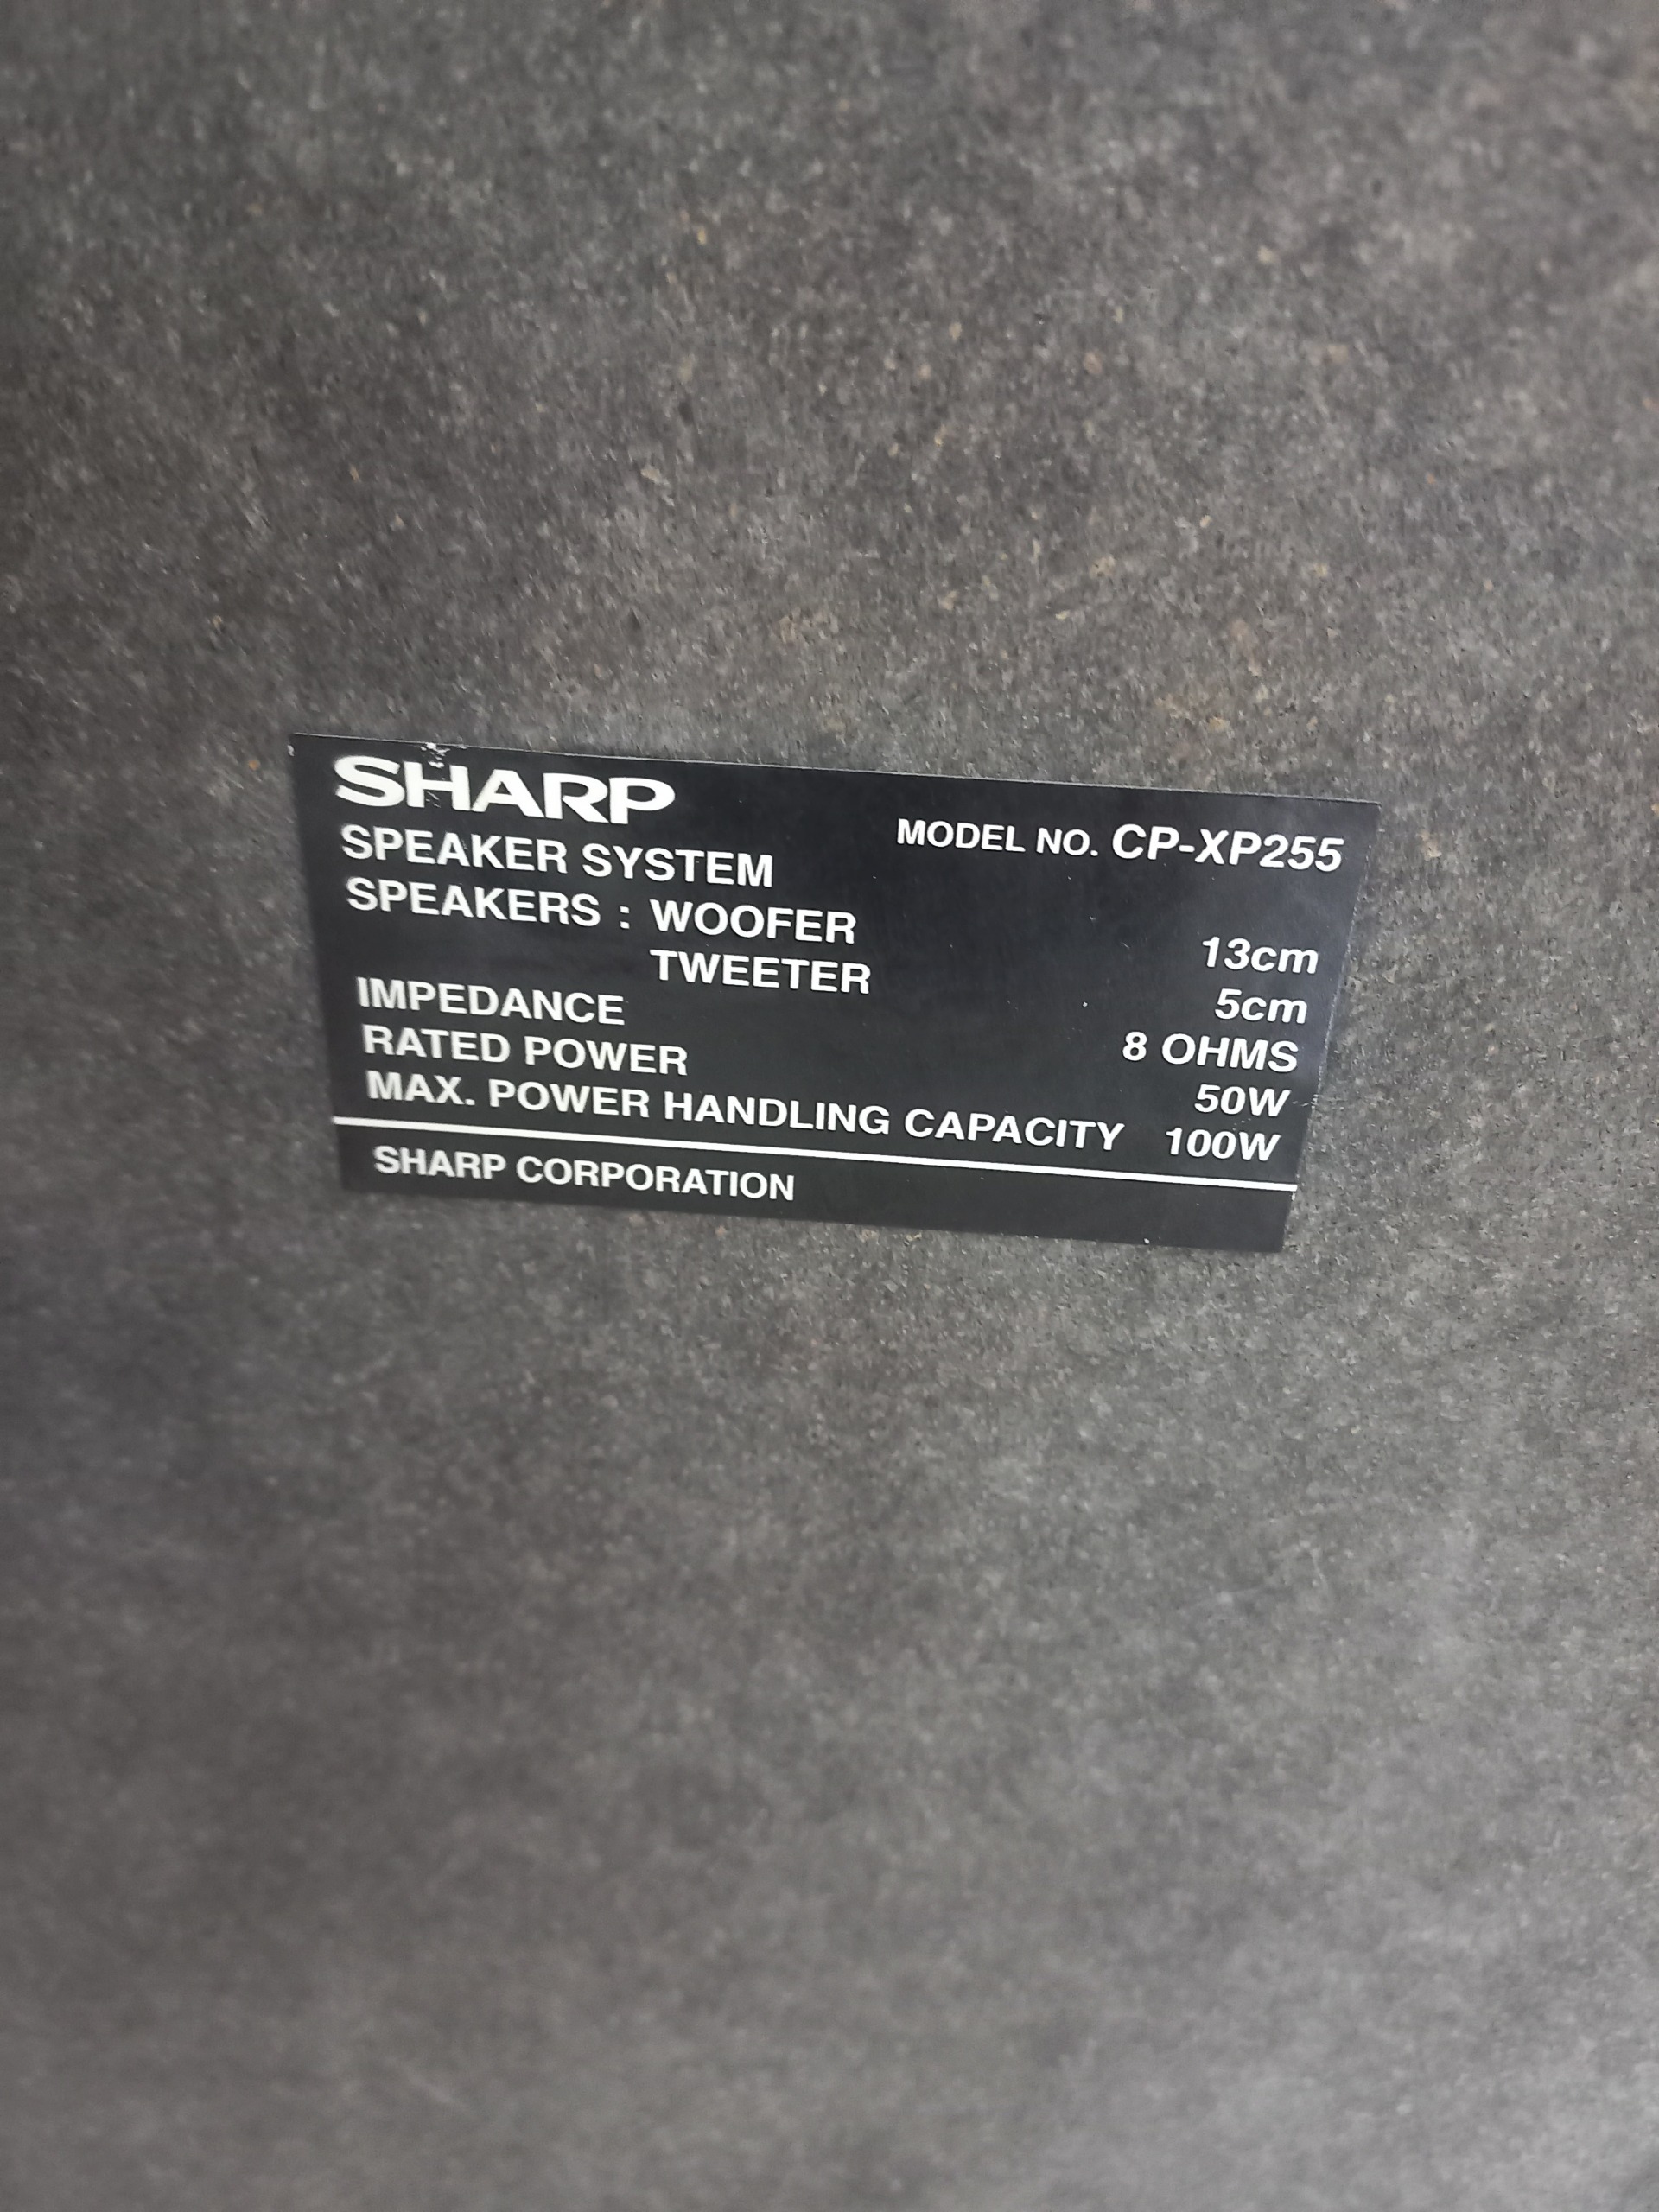 SHARP
MODEL NO. CP-XP255
SPEAKER SYSTEM
SPEAKERS : WOOFER 13cm
TWEETER 5cm
IMPEDANCE 8 OHMS
RATED POWER 50W
MAX. POWER HANDLING CAPACITY 100W
SHARP CORPORATION